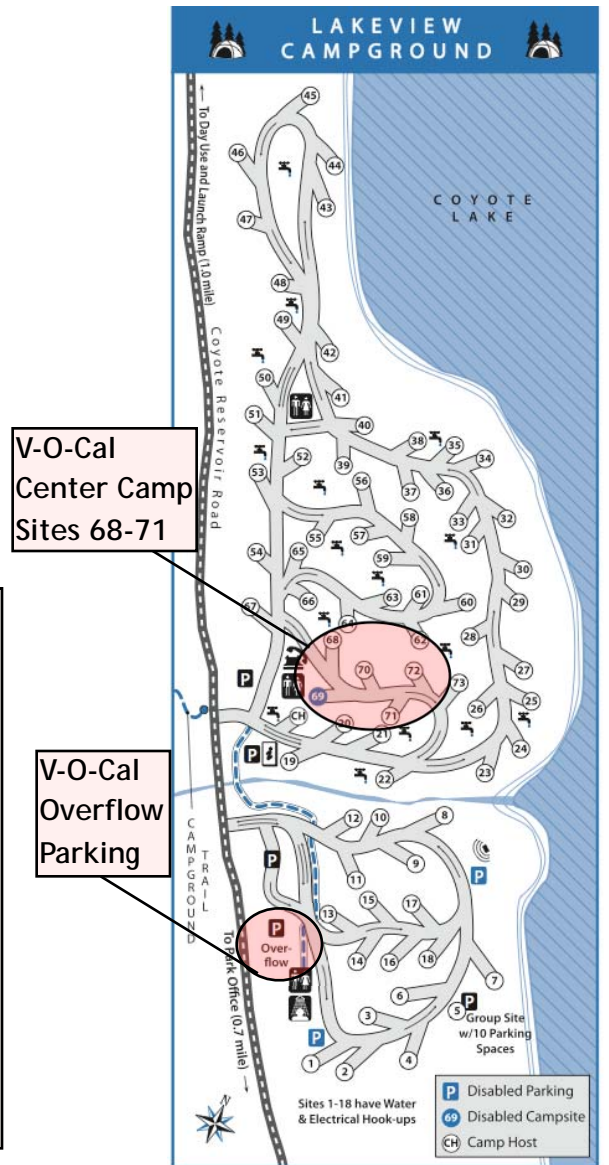 LAKEVIEW
CAMPGROUND
To Day Use and Launch Ramp (1.0 mile)
Coyote Reservoir Road
COYOTE
LAKE
45
46
44
43
47
48
49
42
50
41
51
40
38
35
34
52
39
37
36
53
56
33
32
55
57
58
31
54
65
59
30
29
66
63
61
60
67
64
62
28
68
70
72
73
27
69
71
26
25
P
CH
20
21
24
P
19
22
23
V-O-Cal
Center Camp
Sites 68-71
V-O-Cal
Overflow
Parking
CAMPGROUND
TRAIL
12
10
8
P
11
9
P
13
15
17
P
Over-
flow
14
16
18
7
6
P
5
Group Site
w/10 Parking
Spaces
3
P
1
2
4
To Park Office (0.7 mile)
N
Sites 1-18 have Water
& Electrical Hook-ups
P Disabled Parking
69 Disabled Campsite
CH Camp Host